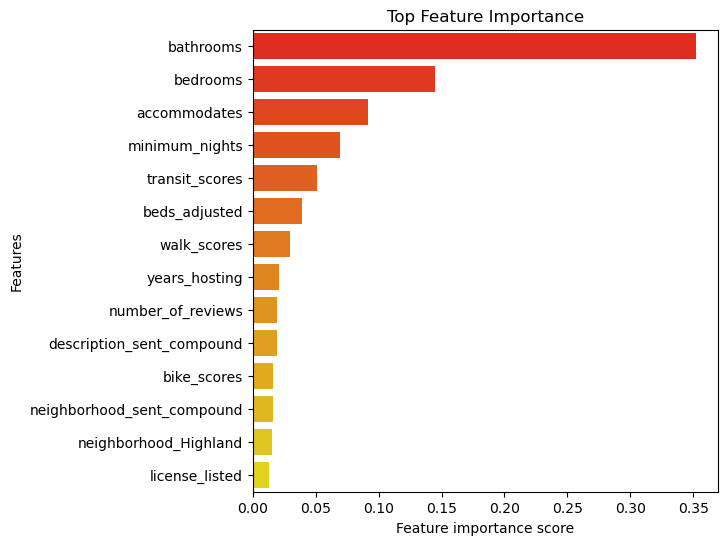 Top Feature Importance
Features
bathrooms
bedrooms
accommodates
minimum_nights
transit_scores
beds_adjusted
walk_scores
years_hosting
number_of_reviews
description_sent_compound
bike_scores
neighborhood_sent_compound
neighborhood_Highland
license_listed
0.00 0.05 0.10 0.15 0.20 0.25 0.30 0.35
Feature importance score